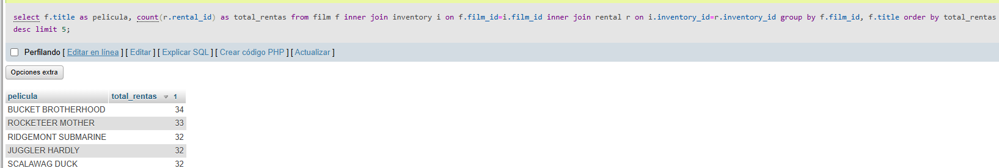 select f.title as pelicula, count(r.rental_id) as total_rentas from film f inner join inventory i on f.film_id=i.film_id inner join rental r on i.inventory_id=r.inventory_id group by f.film_id, f.title order by total_rentas
desc limit 5;
Perfilando [ Editar en línea ] [ Editar ] [ Explicar SQL ] [ Crear código PHP ] [ Actualizar ]
Opciones extra
pelicula total_rentas 1
BUCKET BROTHERHOOD 34
ROCKETEER MOTHER 33
RIDGEMONT SUBMARINE 32
JUGGLER HARDLY 32
SCALAWAG DUCK 32